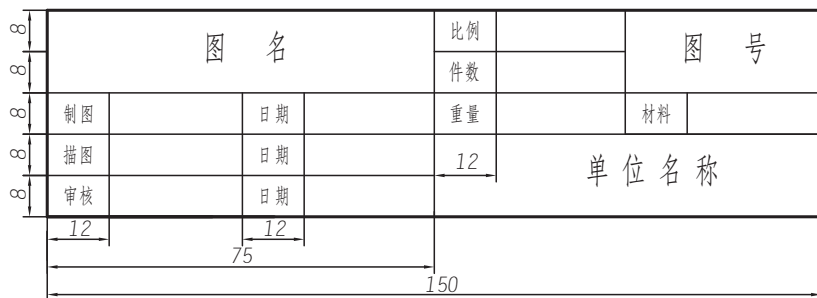 8 图 名 比例 图 号
8 件数
8 制图 日期 重量 材料
8 描图 日期 12 单位名称
8 审核 日期
12 12
75
150